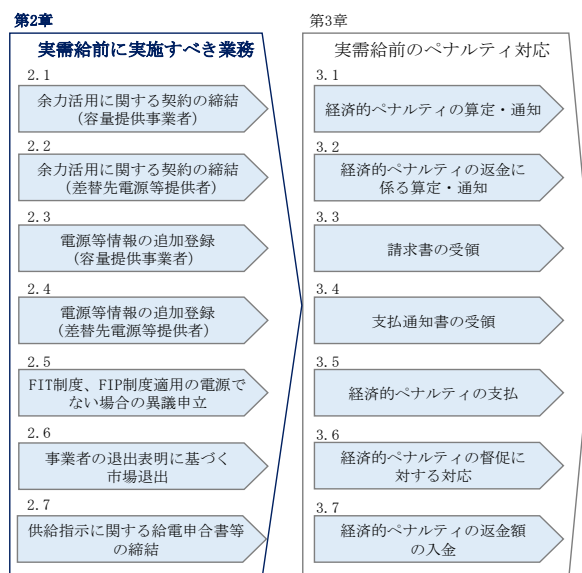 第2章
実需給前に実施すべき業務
2.1
余力活用に関する契約の締結
(容量提供事業者)
2.2
余力活用に関する契約の締結
(差替先電源等提供者)
2.3
電源等情報の追加登録
(容量提供事業者)
2.4
電源等情報の追加登録
(差替先電源等提供者)
2.5
FIT制度、FIP制度適用の電源で
ない場合の異議申立
2.6
事業者の退出表明に基づく
市場退出
2.7
供給指示に関する給電申合書等
の締結
第3章
実需給前のペナルティ対応
3.1
経済的ペナルティの算定・通知
3.2
経済的ペナルティの返金に
係る算定・通知
3.3
請求書の受領
3.4
支払通知書の受領
3.5
経済的ペナルティの支払
3.6
経済的ペナルティの督促に
対する対応
3.7
経済的ペナルティの返金額
の入金